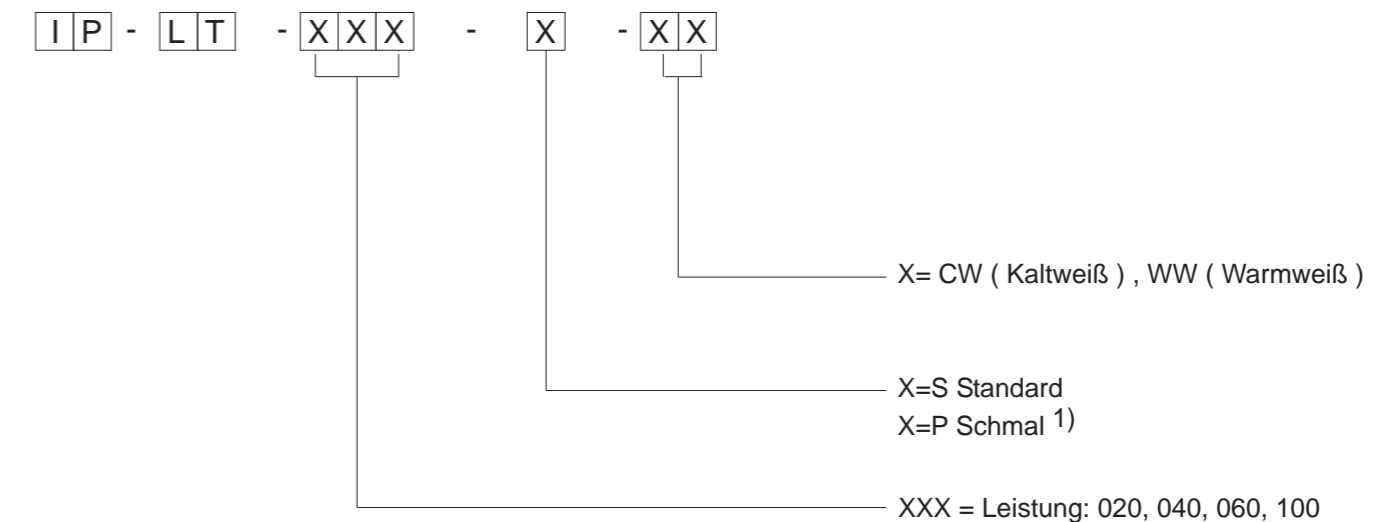 IP - LT - XXX - X - XX
X= CW ( Kaltweiß ) , WW ( Warmweiß )
X=S Standard
X=P Schmal 1)
XXX = Leistung: 020, 040, 060, 100